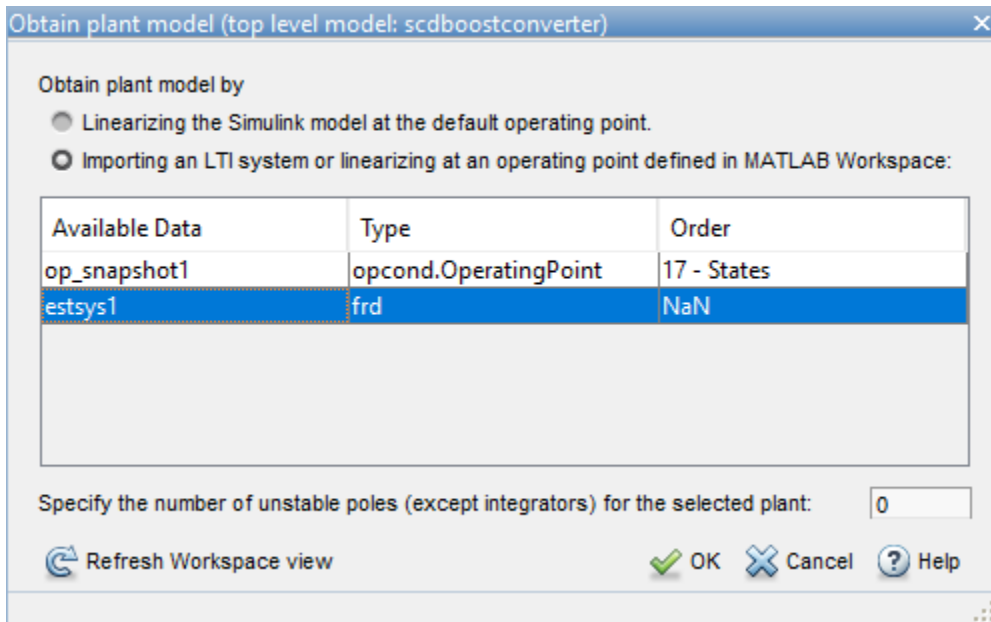 Obtain plant model (top level model: scdboostconverter)
Obtain plant model by
Linearizing the Simulink model at the default operating point.
Importing an LTI system or linearizing at an operating point defined in MATLAB Workspace:
Available Data Type Order
op_snapshot1 opcond.OperatingPoint 17 - States
estsys1 frd NaN
Specify the number of unstable poles (except integrators) for the selected plant: 0
Refresh Workspace view OK Cancel ? Help